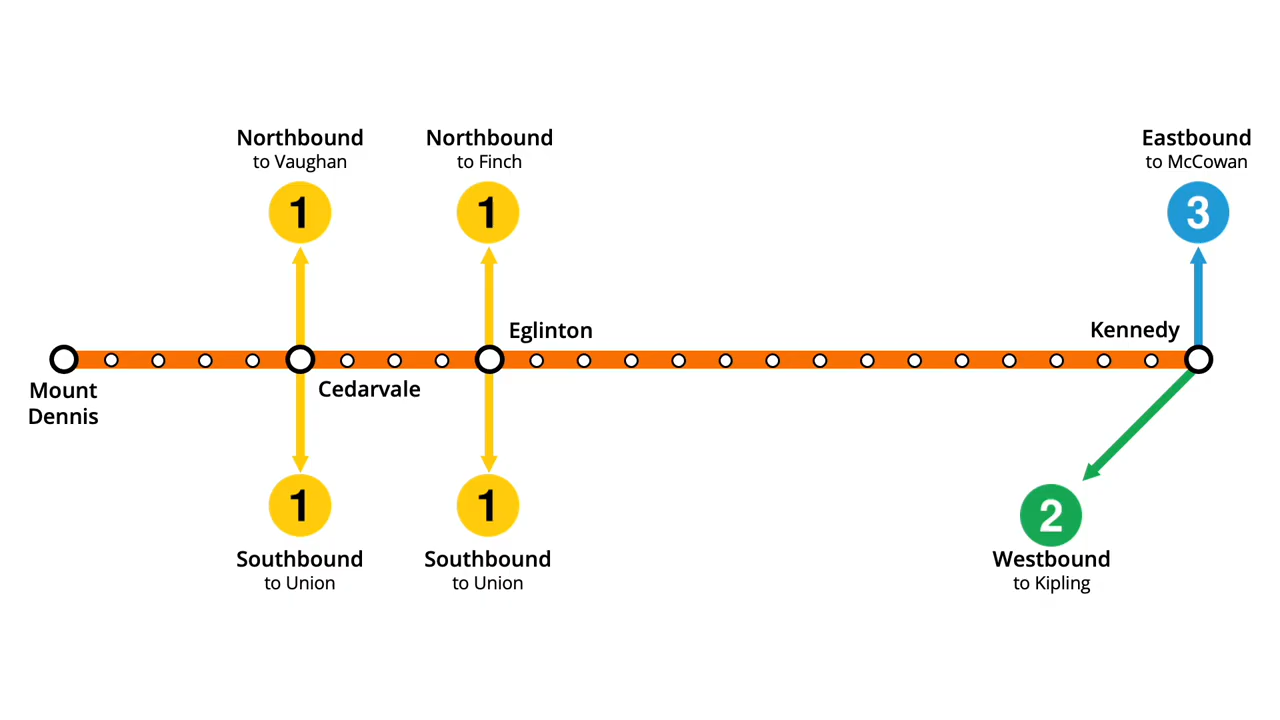 Northbound
to Vaughan
1
Northbound
to Finch
1
Eastbound
to McCowan
3
Mount
Dennis
Cedarvale
Eglinton
Kennedy
1
Southbound
to Union
1
Southbound
to Union
2
Westbound
to Kipling